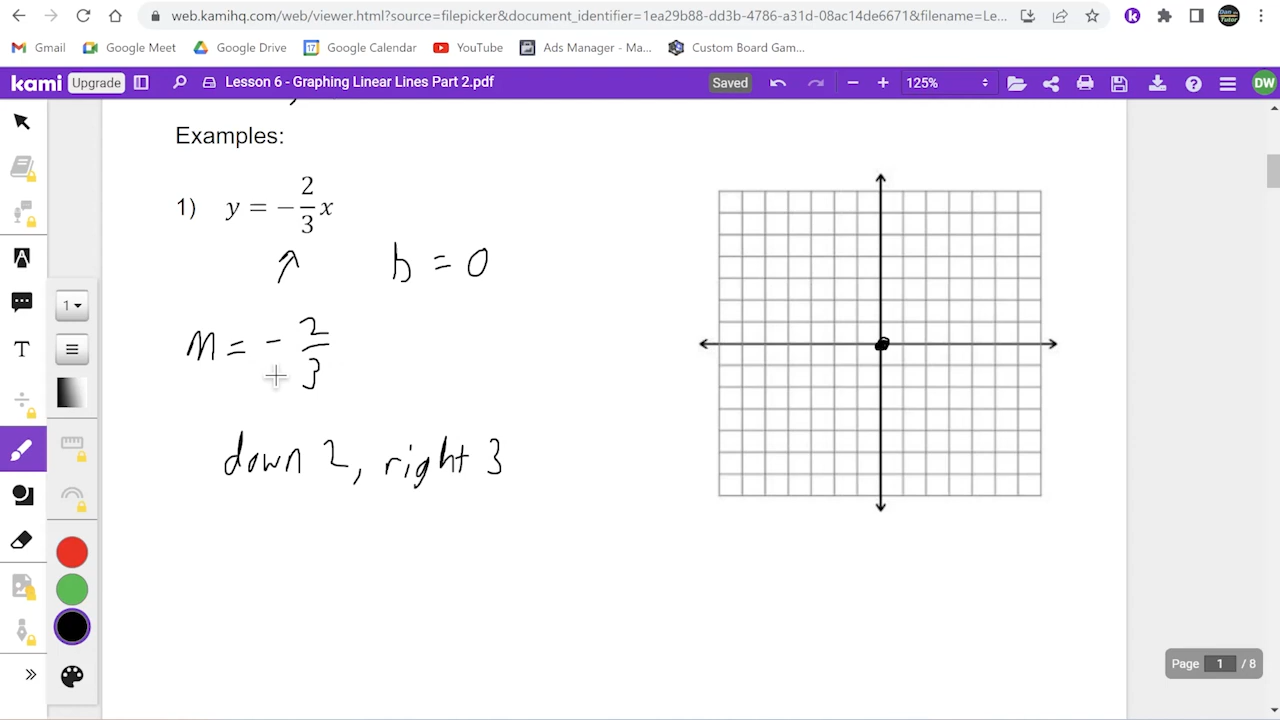 web.kamihq.com/web/viewer.html?source=filepicker&document_identifier=1ea29b88-dd3b-4786-a31d-08ac14de6671&filename=Le...
Gmail Google Meet Google Drive Google Calendar YouTube Ads Manager - Ma... Custom Board Gam...
kami Upgrade Lesson 6 - Graphing Linear Lines Part 2.pdf Saved 125% DW
Examples:
1) y = -2/3 x
b = 0
m = - 2/3
down 2, right 3
1
T
Page 1 / 8